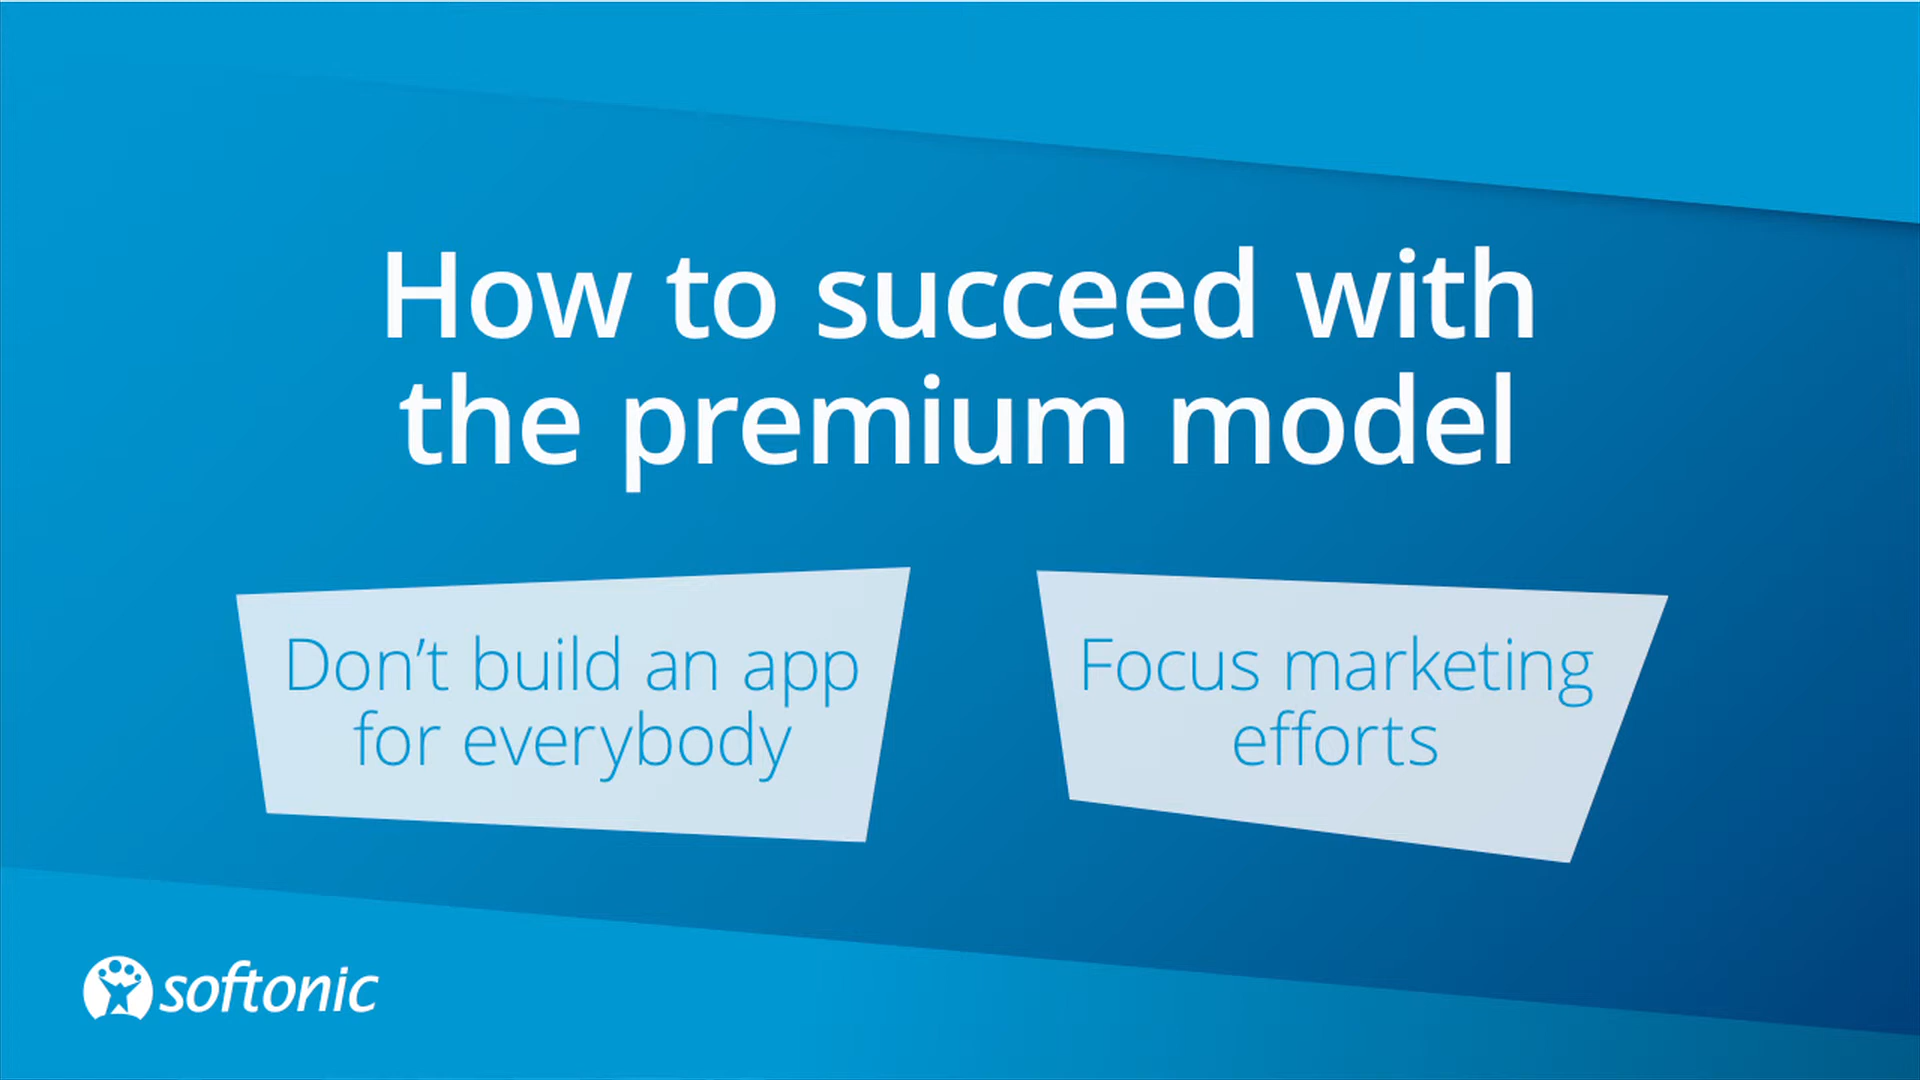 How to succeed with
the premium model
Don’t build an app
for everybody
Focus marketing
efforts
softonic